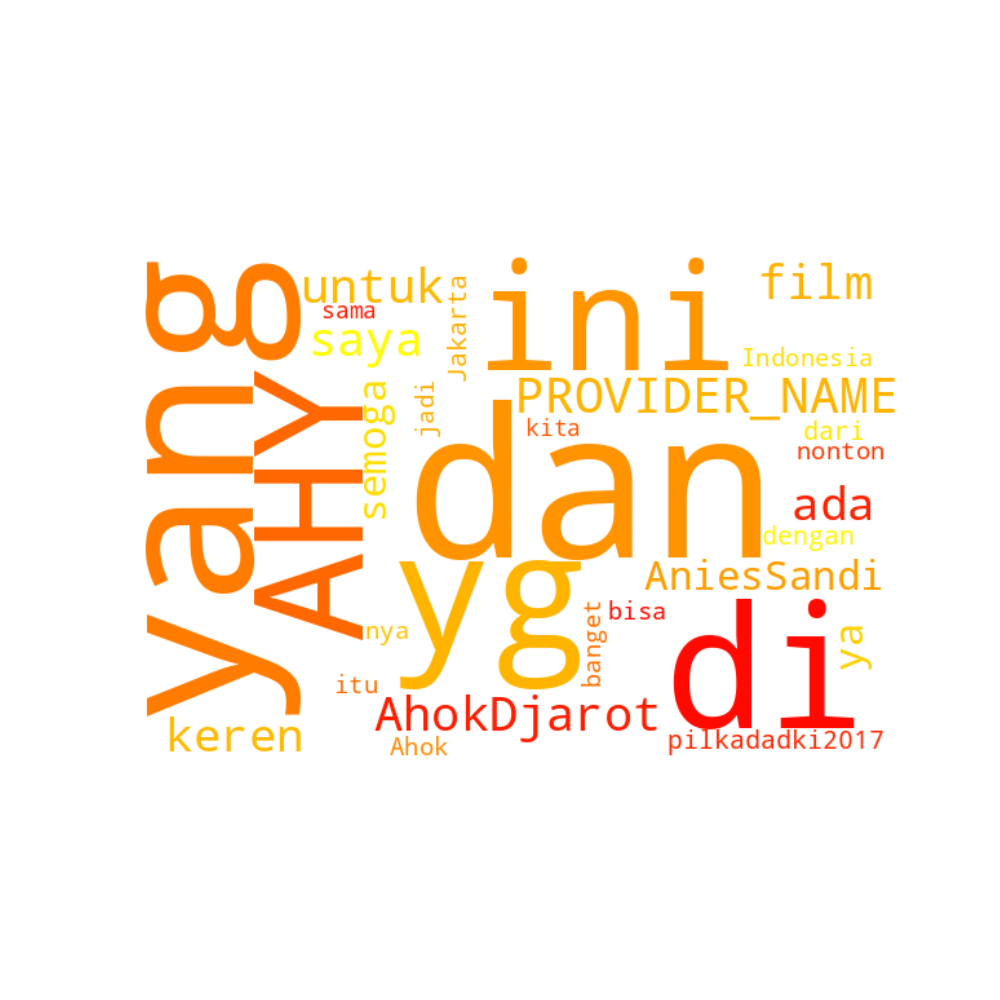 yang
AHY
untuk
sama
saya
semoga
jadi
Jakarta
ini
film
Indonesia
PROVIDER_NAME
kita
dari
nonton
dan
ada
dengan
yg
AniesSandi
nya
banget
bisa
di
ya
itu
AhokDjarot
keren
Ahok
pilkadadki2017